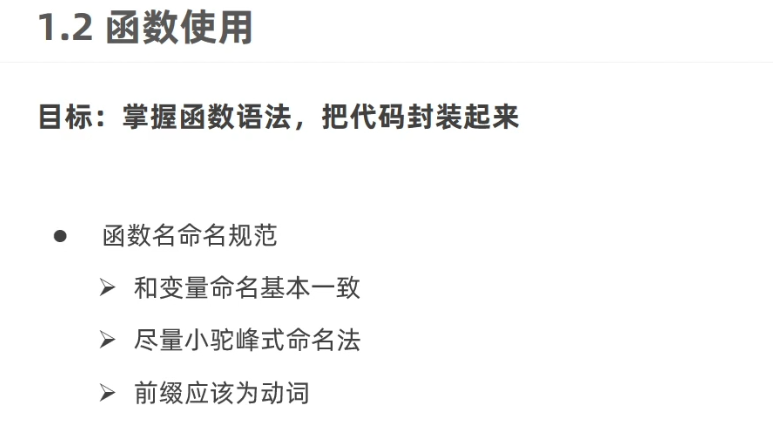 1.2 函数使用
目标：掌握函数语法，把代码封装起来
● 函数名命名规范
➢ 和变量命名基本一致
➢ 尽量小驼峰式命名法
➢ 前缀应该为动词